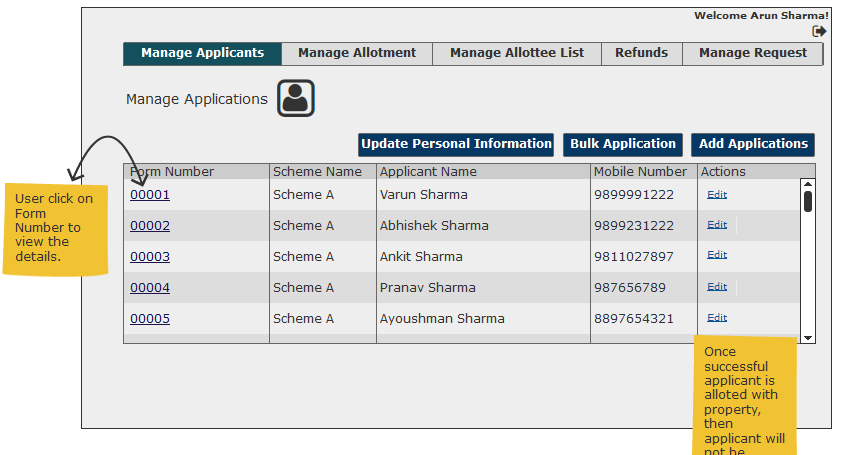 Welcome Arun Sharma!
Manage Applicants Manage Allotment Manage Allottee List Refunds Manage Request
Manage Applications
Update Personal Information Bulk Application Add Applications
Form Number Scheme Name Applicant Name Mobile Number Actions
00001 Scheme A Varun Sharma 9899991222 Edit
00002 Scheme A Abhishek Sharma 9899231222 Edit
00003 Scheme A Ankit Sharma 9811027897 Edit
00004 Scheme A Pranav Sharma 987656789 Edit
00005 Scheme A Ayoushman Sharma 8897654321 Edit
User click on
Form
Number to
view the
details.
Once
successful
applicant is
alloted with
property,
then
applicant will
not be